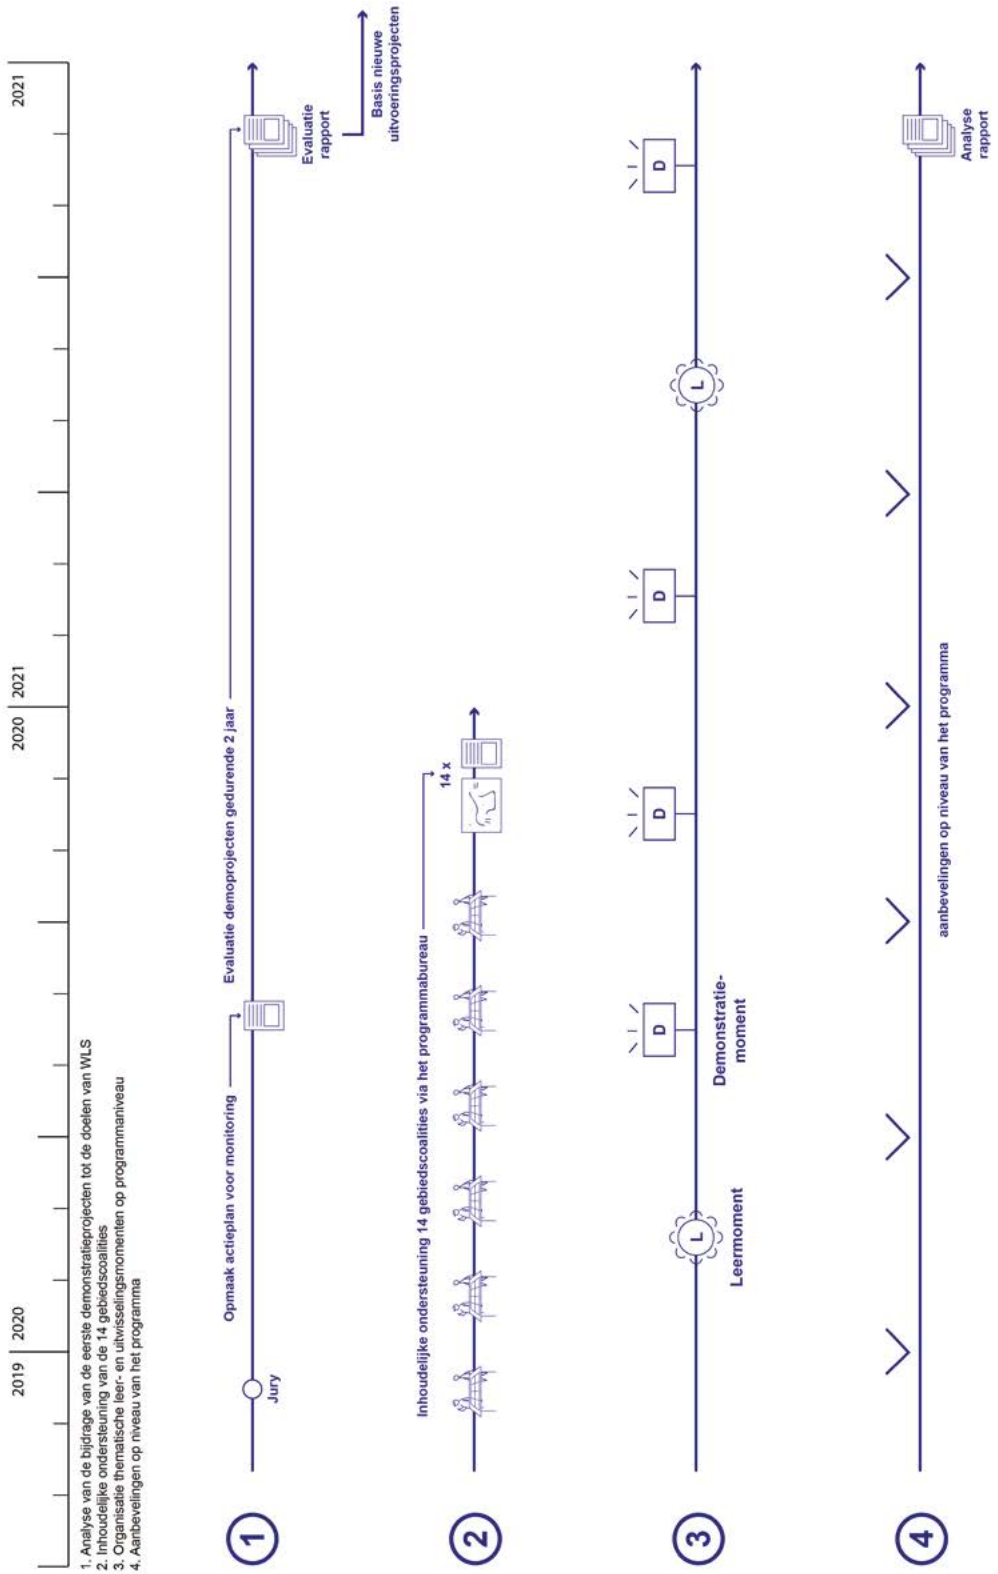 2019 | 2020
2020 | 2021
2021
1. Analyse van de bijdrage van de eerste demonstratieprojecten tot de doelen van WLS
2. Inhoudelijke ondersteuning van de 14 gebiedscoalities
3. Organisatie thematische leer- en uitwisselingsmomenten op programmaniveau
4. Aanbevelingen op niveau van het programma
1
Jury
Opmaak actieplan voor monitoring
Evaluatie demoprojecten gedurende 2 jaar
Evaluatie
rapport
Basis nieuwe
uitvoeringsprojecten
2
Inhoudelijke ondersteuning 14 gebiedscoalities via het programmabureau
14 x
3
L
Leermoment
D
Demonstratie-
moment
D
D
L
D
4
aanbevelingen op niveau van het programma
Analyse
rapport